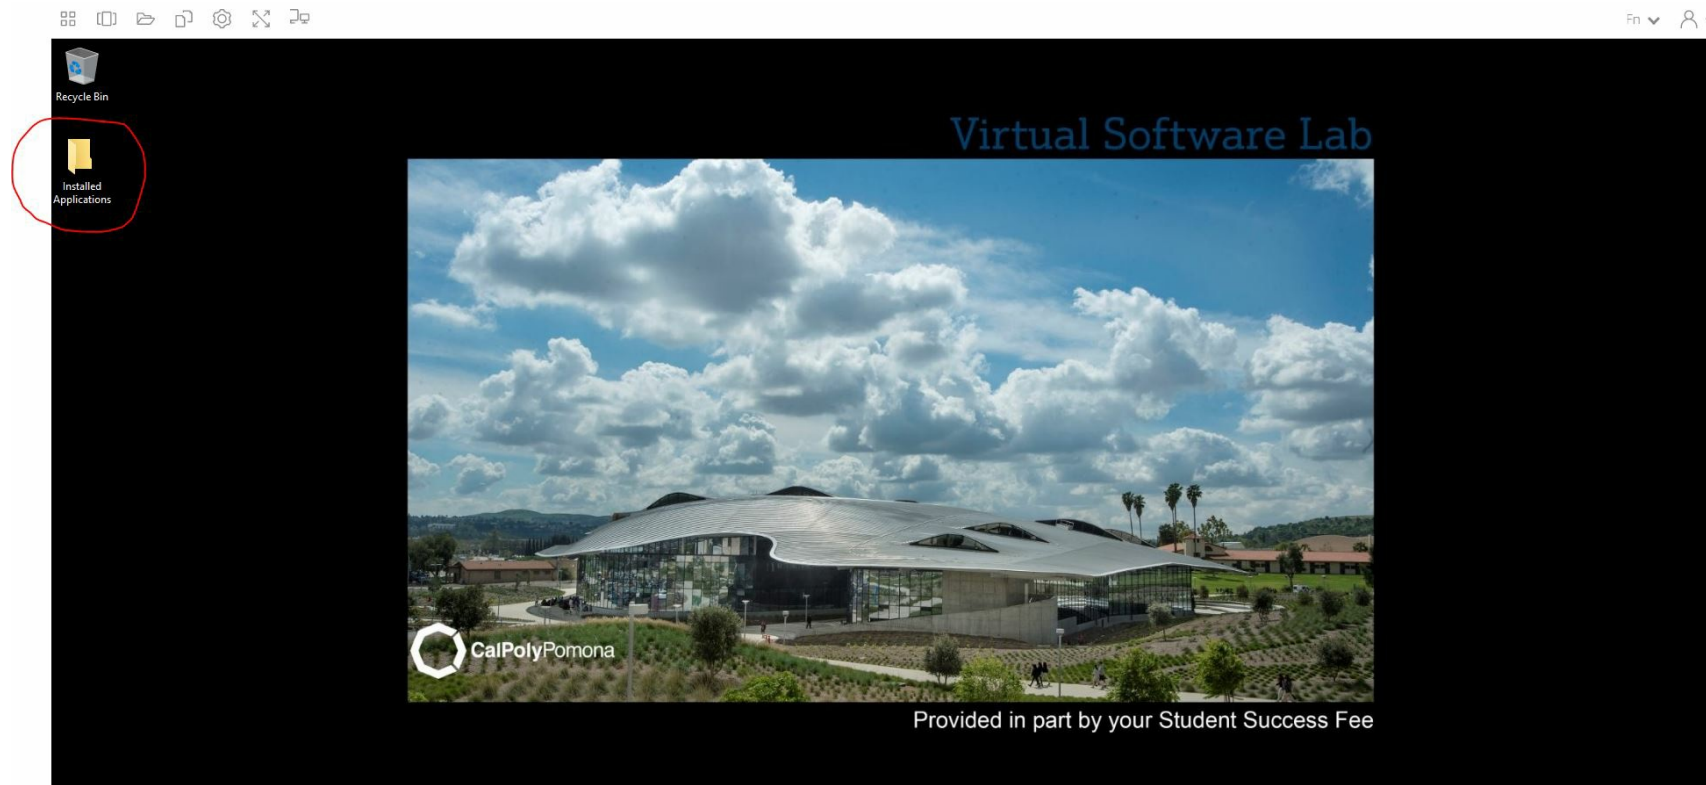 Fn
Recycle Bin
Installed
Applications
Virtual Software Lab
CalPolyPomona
Provided in part by your Student Success Fee